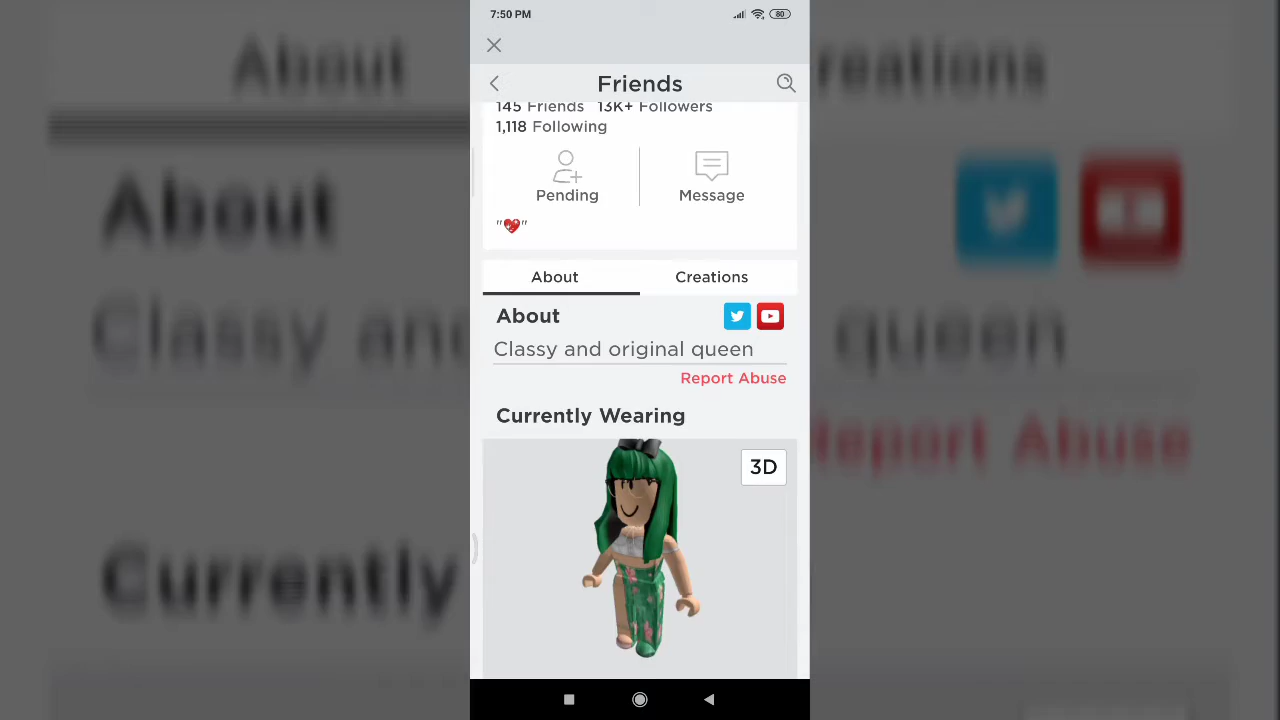 7:50 PM
80
Friends
145 Friends 13K+ Followers
1,118 Following
Pending
Message
"💖"
About
Creations
About
Classy and original queen
Report Abuse
Currently Wearing
3D